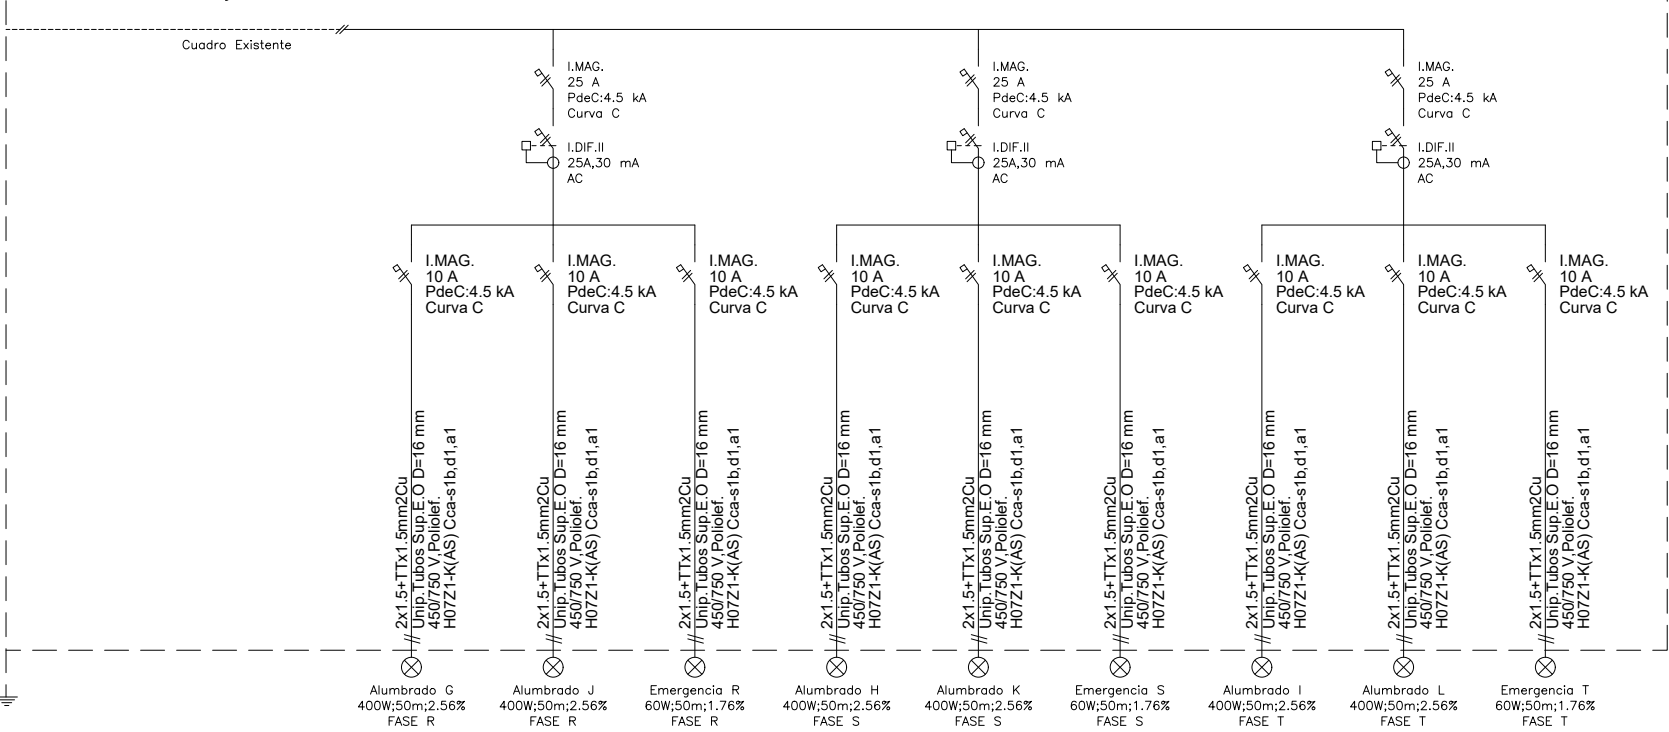 Cuadro Existente
I.MAG.
25 A
PdeC:4.5 kA
Curva C
I.DIF.II
25A,30 mA
AC
I.MAG.
25 A
PdeC:4.5 kA
Curva C
I.DIF.II
25A,30 mA
AC
I.MAG.
25 A
PdeC:4.5 kA
Curva C
I.DIF.II
25A,30 mA
AC
I.MAG.
10 A
PdeC:4.5 kA
Curva C
I.MAG.
10 A
PdeC:4.5 kA
Curva C
I.MAG.
10 A
PdeC:4.5 kA
Curva C
I.MAG.
10 A
PdeC:4.5 kA
Curva C
I.MAG.
10 A
PdeC:4.5 kA
Curva C
I.MAG.
10 A
PdeC:4.5 kA
Curva C
I.MAG.
10 A
PdeC:4.5 kA
Curva C
I.MAG.
10 A
PdeC:4.5 kA
Curva C
I.MAG.
10 A
PdeC:4.5 kA
Curva C
2x1.5+TTx1.5mm2Cu
Unip.Tubos Sup.E.O D=16 mm
450/750 V,Poliolef.
H07Z1-K(AS) Cca-s1b,d1,a1
2x1.5+TTx1.5mm2Cu
Unip.Tubos Sup.E.O D=16 mm
450/750 V,Poliolef.
H07Z1-K(AS) Cca-s1b,d1,a1
2x1.5+TTx1.5mm2Cu
Unip.Tubos Sup.E.O D=16 mm
450/750 V,Poliolef.
H07Z1-K(AS) Cca-s1b,d1,a1
2x1.5+TTx1.5mm2Cu
Unip.Tubos Sup.E.O D=16 mm
450/750 V,Poliolef.
H07Z1-K(AS) Cca-s1b,d1,a1
2x1.5+TTx1.5mm2Cu
Unip.Tubos Sup.E.O D=16 mm
450/750 V,Poliolef.
H07Z1-K(AS) Cca-s1b,d1,a1
2x1.5+TTx1.5mm2Cu
Unip.Tubos Sup.E.O D=16 mm
450/750 V,Poliolef.
H07Z1-K(AS) Cca-s1b,d1,a1
2x1.5+TTx1.5mm2Cu
Unip.Tubos Sup.E.O D=16 mm
450/750 V,Poliolef.
H07Z1-K(AS) Cca-s1b,d1,a1
2x1.5+TTx1.5mm2Cu
Unip.Tubos Sup.E.O D=16 mm
450/750 V,Poliolef.
H07Z1-K(AS) Cca-s1b,d1,a1
2x1.5+TTx1.5mm2Cu
Unip.Tubos Sup.E.O D=16 mm
450/750 V,Poliolef.
H07Z1-K(AS) Cca-s1b,d1,a1
Alumbrado G
400W;50m;2.56%
FASE R
Alumbrado J
400W;50m;2.56%
FASE R
Emergencia R
60W;50m;1.76%
FASE R
Alumbrado H
400W;50m;2.56%
FASE S
Alumbrado K
400W;50m;2.56%
FASE S
Emergencia S
60W;50m;1.76%
FASE S
Alumbrado I
400W;50m;2.56%
FASE T
Alumbrado L
400W;50m;2.56%
FASE T
Emergencia T
60W;50m;1.76%
FASE T